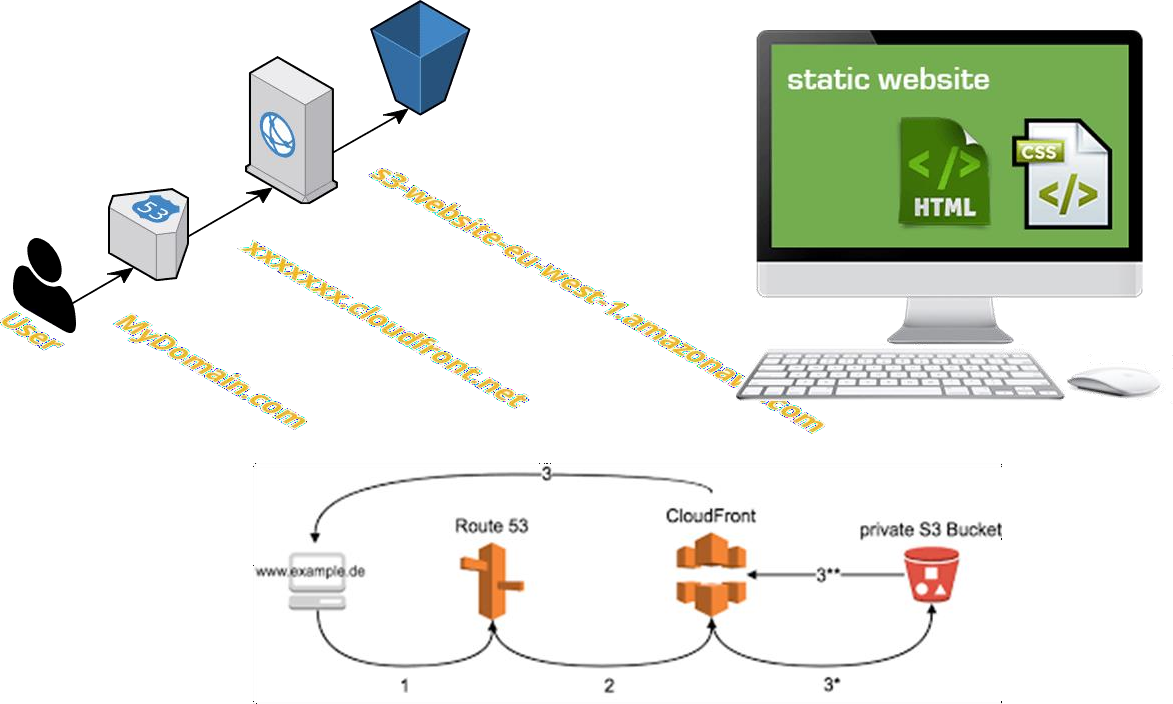 static website
HTML
CSS
</>
</>
53
User
MyDomain.com
xxxxxxx.cloudfront.net
s3-website-eu-west-1.amazonaw .com
3
Route 53
CloudFront
private S3 Bucket
www.example.de
3**
1
2
3*